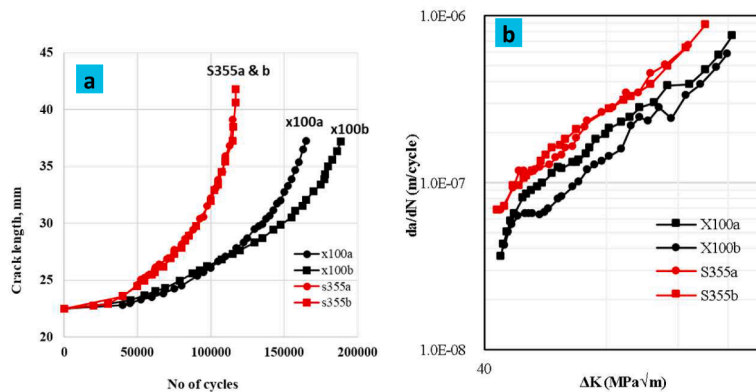 a
Crack length, mm
45
40
35
30
25
20
0
50000
100000
150000
200000
No of cycles
S355a & b
x100a
x100b
x100a
x100b
s355a
s355b
b
da/dN (m/cycle)
1.0E-06
1.0E-07
1.0E-08
40
ΔK (MPa√m)
X100a
X100b
S355a
S355b